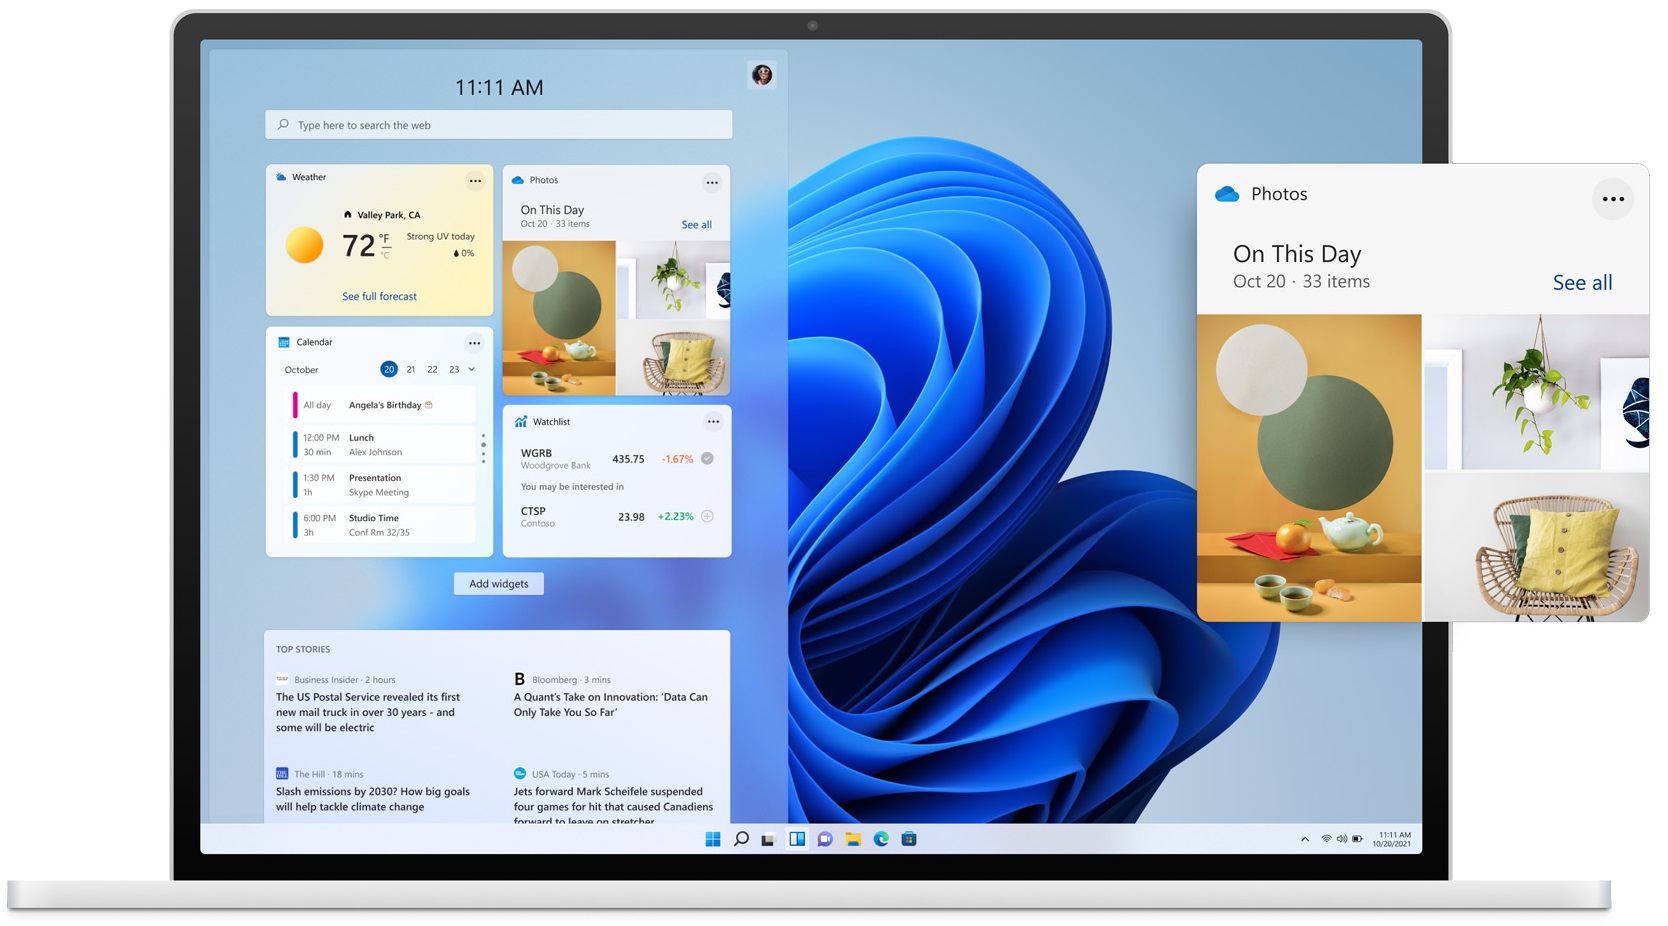 11:11 AM
Type here to search the web
Weather
Valley Park, CA
72 °F
°C
Strong UV today
0%
See full forecast
Photos
On This Day
Oct 20 · 33 items
See all
Calendar
October 20 21 22 23
All day Angela's Birthday
12:00 PM Lunch
30 min Alex Johnson
1:30 PM Presentation
1h Skype Meeting
6:00 PM Studio Time
3h Conf Rm 32/35
Watchlist
WGRB 435.75 -1.67%
Woodgrove Bank
You may be interested in
CTSP 23.98 +2.23%
Contoso
Add widgets
TOP STORIES
Business Insider · 2 hours
The US Postal Service revealed its first
new mail truck in over 30 years - and
some will be electric
B Bloomberg · 3 mins
A Quant's Take on Innovation: ‘Data Can
Only Take You So Far’
The Hill · 18 mins
Slash emissions by 2030? How big goals
will help tackle climate change
USA Today · 5 mins
Jets forward Mark Scheifele suspended
four games for hit that caused Canadiens
forward to leave on stretcher
11:11 AM
10/20/2021
Photos
On This Day
Oct 20 · 33 items
See all